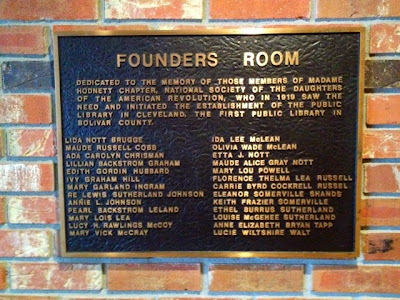 FOUNDERS ROOM
DEDICATED TO THE MEMORY OF THOSE MEMBERS OF MADAME
HODNETT CHAPTER, NATIONAL SOCIETY OF THE DAUGHTERS
OF THE AMERICAN REVOLUTION, WHO IN 1919 SAW THE
NEED AND INITIATED THE ESTABLISHMENT OF THE PUBLIC
LIBRARY IN CLEVELAND, THE FIRST PUBLIC LIBRARY IN
BOLIVAR COUNTY.
LIDA NOTT BRUGGE
MAUDE RUSSELL COBB
ADA CAROLYN CHRISMAN
LILLIAN BACKSTROM GRAHAM
EDITH GORDIN HUBBARD
IVY GRAHAM HILL
MARY GARLAND INGRAM
RE LEWIS SUTHERLAND JOHNSON
ANNIE L. JOHNSON
PEARL BACKSTROM LELAND
MARY LOIS LEA
LUCY H. RAWLINGS McCOY
MARY VICK McCRAY
IDA LEE McLEAN
OLIVIA WADE McLEAN
ETTA J. NOTT
MAUDE ALICE GRAY NOTT
MARY LOU POWELL
FLORENCE THELMA LEA RUSSELL
CARRIE BYRD COCKRELL RUSSEL
ELEANOR SOMERVILLE SHANDS
KEITH FRAZIER SOMERVILLE
ETHEL BURRUS SUTHERLAND
LOUISE McGEHEE SUTHERLAND
ANNE ELIZABETH BRYAN TAPP
LUCIE WILTSHIRE WALT